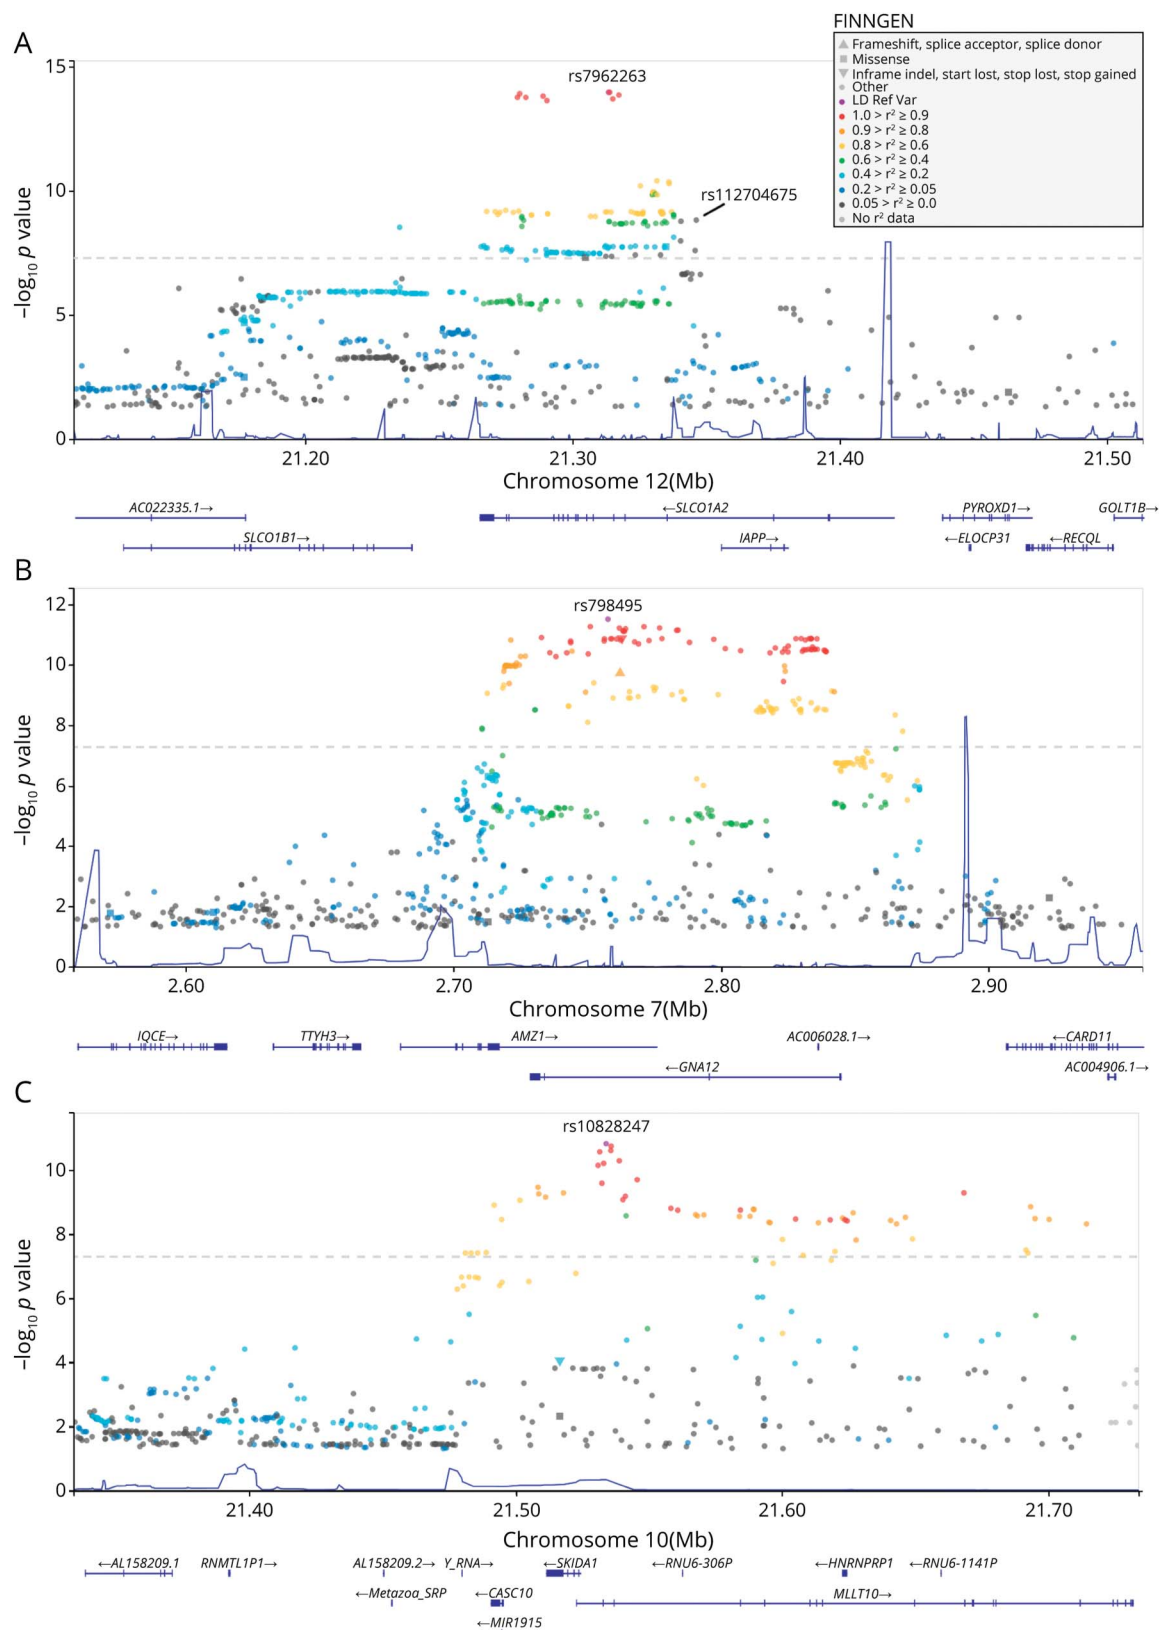 FINNGEN
Frameshift, splice acceptor, splice donor
Missense
Inframe indel, start lost, stop lost, stop gained
Other
LD Ref Var
1.0 > r² ≥ 0.9
0.9 > r² ≥ 0.8
0.8 > r² ≥ 0.6
0.6 > r² ≥ 0.4
0.4 > r² ≥ 0.2
0.2 > r² ≥ 0.05
0.05 > r² ≥ 0.0
No r² data
A
rs7962263
rs112704675
–log₁₀ p value
15
10
5
0
21.20 21.30 21.40 21.50
Chromosome 12(Mb)
AC022335.1→ ←SLCO1A2 PYROXD1→ GOLT1B→
SLCO1B1→ IAPP→ ←ELOCP31 ←RECQL
B
rs798495
–log₁₀ p value
12
10
8
6
4
2
0
2.60 2.70 2.80 2.90
Chromosome 7(Mb)
IQCE→ TTYH3→ AMZ1→ AC006028.1→ ←CARD11
←GNA12 AC004906.1→
C
rs10828247
–log₁₀ p value
10
8
6
4
2
0
21.40 21.50 21.60 21.70
Chromosome 10(Mb)
←AL158209.1 RNMTL1P1→ AL158209.2→ Y_RNA→ ←SKIDA1 ←RNU6-306P ←HNRNPRP1 ←RNU6-1141P
←Metazoa_SRP ←CASC10 MLLT10→
←MIR1915